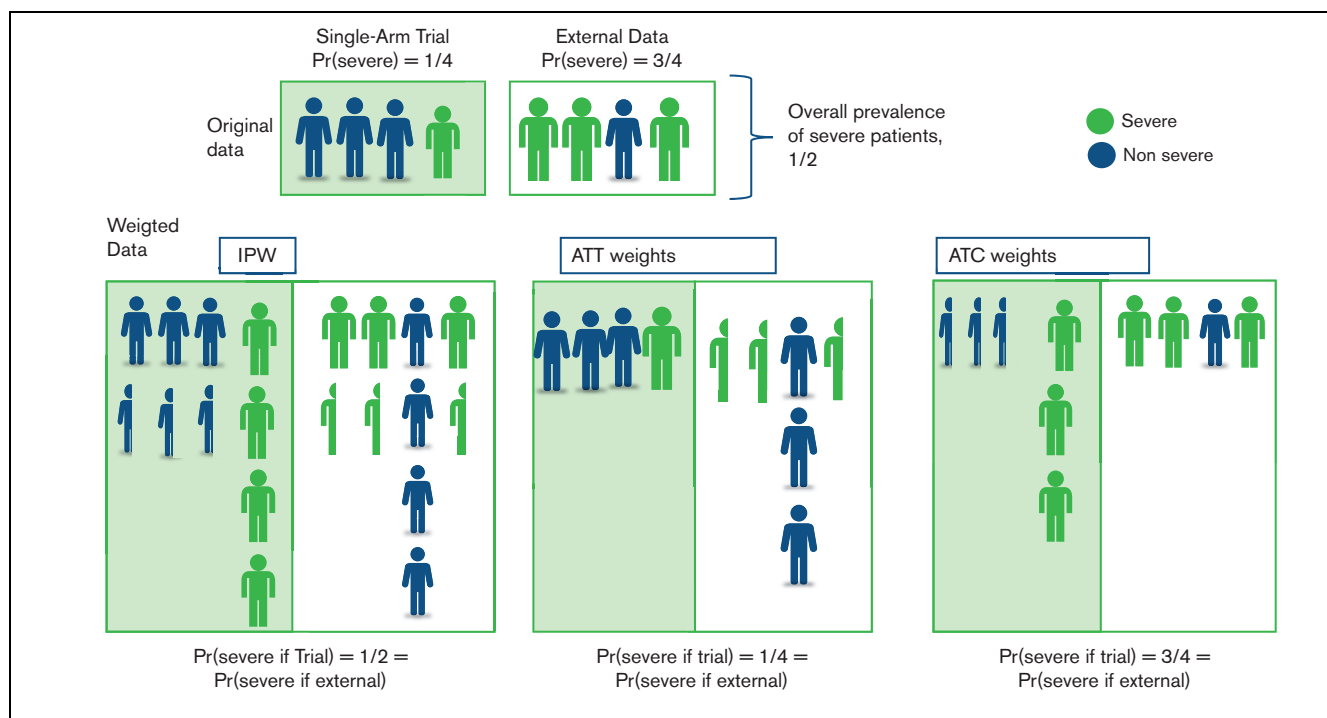 Single-Arm Trial
Pr(severe) = 1/4
External Data
Pr(severe) = 3/4
Original
data
Overall prevalence
of severe patients,
1/2
Severe
Non severe
Weigted
Data
IPW
ATT weights
ATC weights
Pr(severe if Trial) = 1/2 =
Pr(severe if external)
Pr(severe if trial) = 1/4 =
Pr(severe if external)
Pr(severe if trial) = 3/4 =
Pr(severe if external)